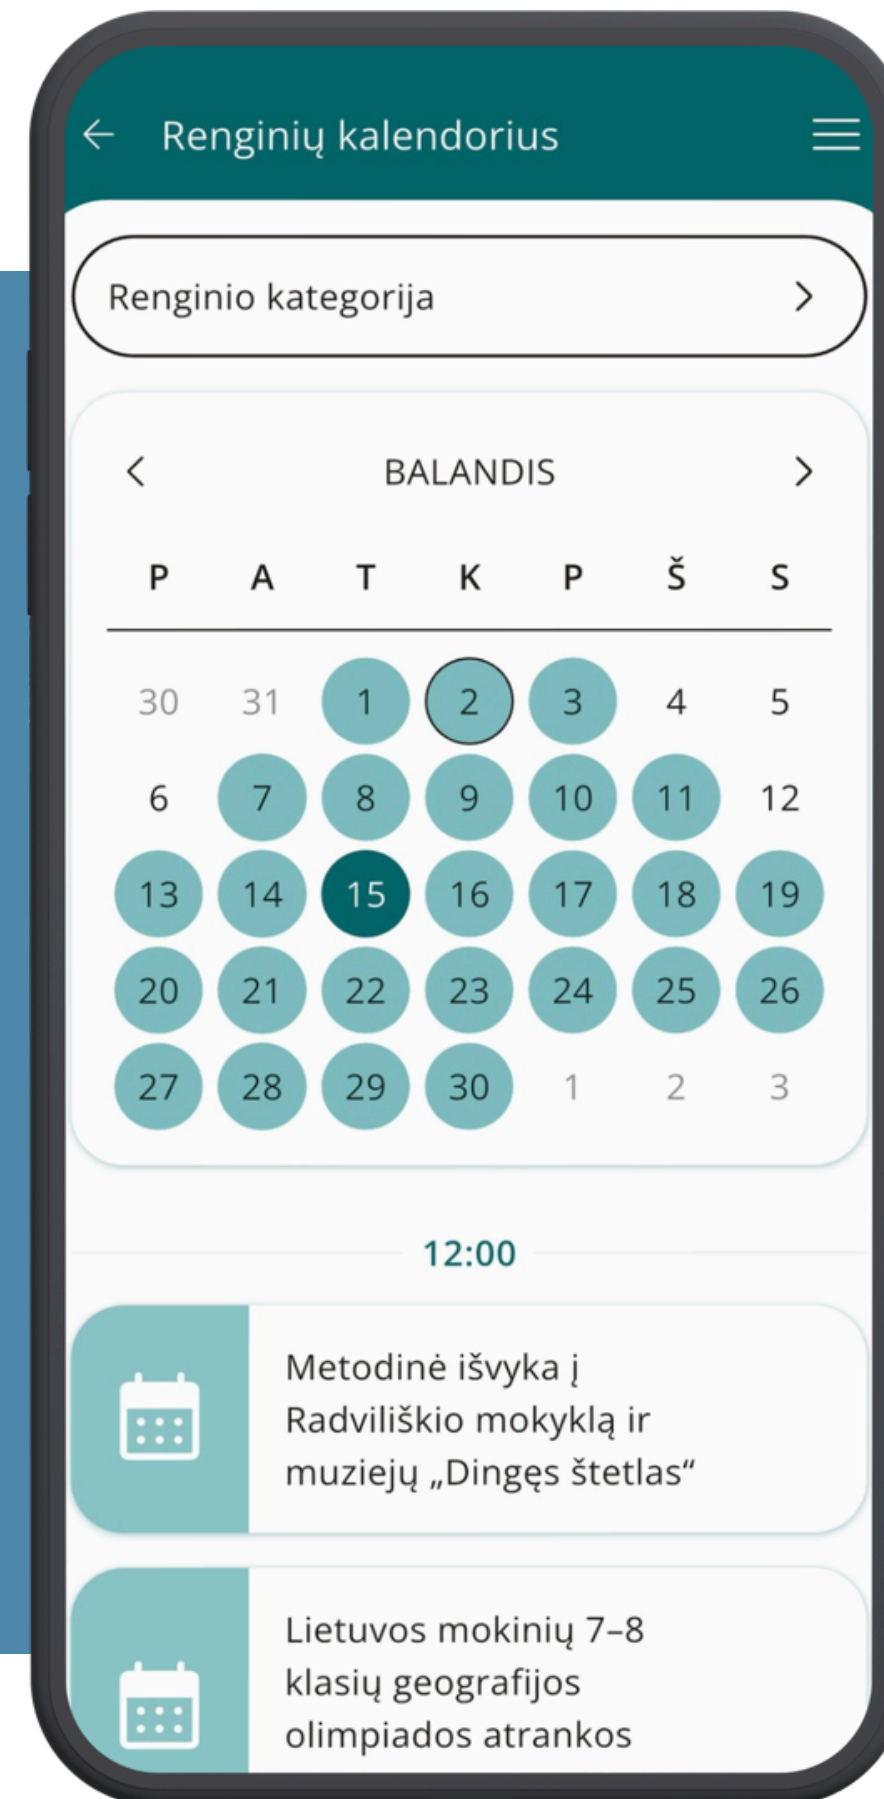 Renginių kalendorius
Renginio kategorija
BALANDIS
P A T K P Š S
30 31 1 2 3 4 5
6 7 8 9 10 11 12
13 14 15 16 17 18 19
20 21 22 23 24 25 26
27 28 29 30 1 2 3
12:00
Metodinė išvyka į
Radviliškio mokyklą ir
muziejų „Dingęs štetlas“
Lietuvos mokinių 7–8
klasių geografijos
olimpiados atrankos